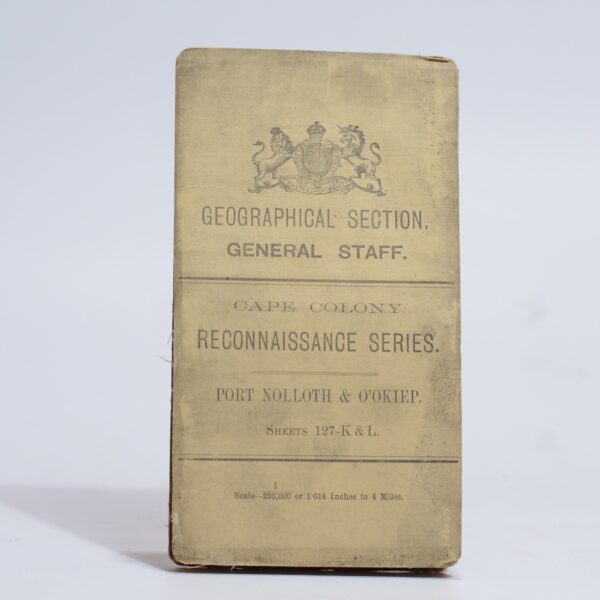 GEOGRAPHICAL SECTION.
GENERAL STAFF.
CAPE COLONY
RECONNAISSANCE SERIES.
PORT NOLLOTH & O'OKIEP.
SHEETS 127-K & L.
Scale—1/250,000 or 1·014 Inches to 4 Miles.